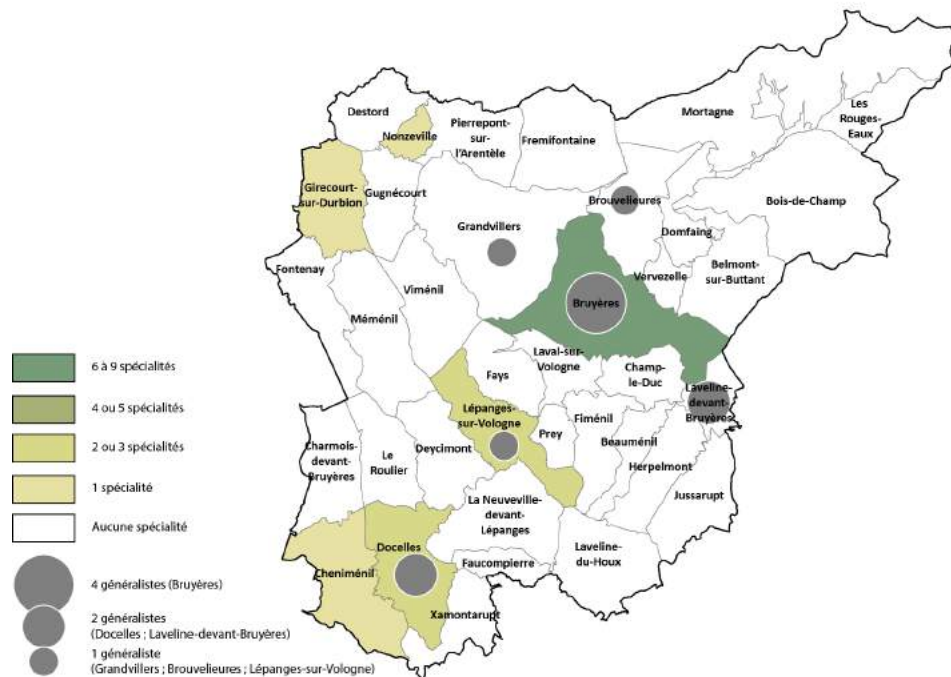 Destord
Nonzeville
Pierrepont-
sur-
l'Arentèle
Fremifontaine
Mortagne
Les
Rouges-
Eaux
Girecourt-
sur-Durbion
Gugnécourt
Brouvelieures
Bois-de-Champ
Grandvillers
Domfaing
Fontenay
Viménil
Vervezelle
Belmont-
sur-Buttant
Méménil
Bruyères
Laval-sur-
Vologne
Fays
Champ-
le-Duc
Laveline-
devant-
Bruyères
Lépanges-
sur-Vologne
Fiménil
Prey
Beauménil
Charmois-
devant-
Bruyères
Le
Roulier
Deycimont
Herpelmont
Jussarupt
La Neuveville-
devant-
Lépanges
Docelles
Faucompierre
Laveline-
du-Houx
Cheniménil
Xamontarupt
6 à 9 spécialités
4 ou 5 spécialités
2 ou 3 spécialités
1 spécialité
Aucune spécialité
4 généralistes (Bruyères)
2 généralistes
(Docelles ; Laveline-devant-Bruyères)
1 généraliste
(Grandvillers ; Brouvelieures ; Lépanges-sur-Vologne)